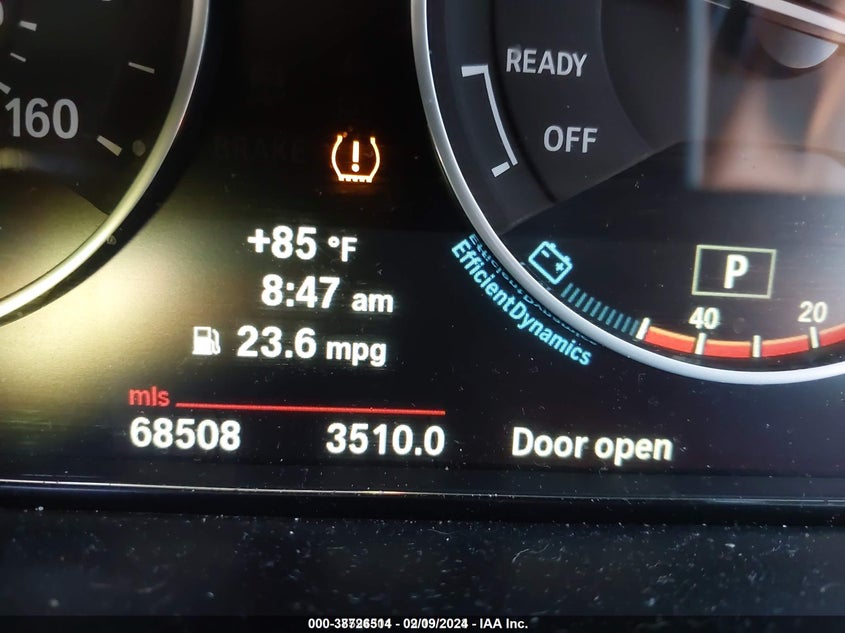 160
READY
OFF
BRAKE
+85 °F
8:47 am
23.6 mpg
EfficientDynamics
P
40
20
mls
68508 3510.0
Door open